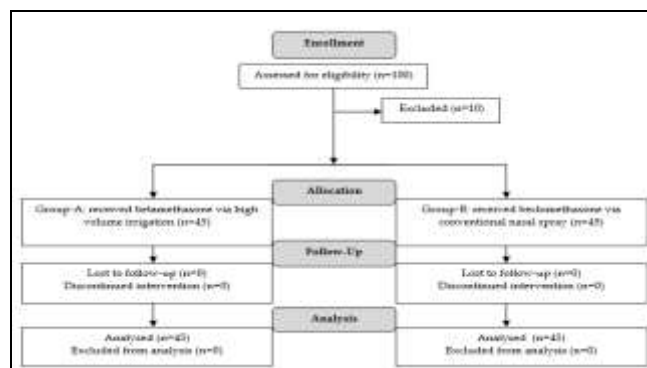 Enrollment
Assessed for eligibility (n=100)
Excluded (n=10)
Allocation
Group-A: received betamethasone via high
volume irrigation (n=45)
Group-B: received beclomethasone via
conventional nasal spray (n=45)
Follow-Up
Lost to follow-up (n=0)
Discontinued intervention (n=0)
Lost to follow-up (n=0)
Discontinued intervention (n=0)
Analysis
Analysed (n=45)
Excluded from analysis (n=0)
Analysed (n=45)
Excluded from analysis (n=0)